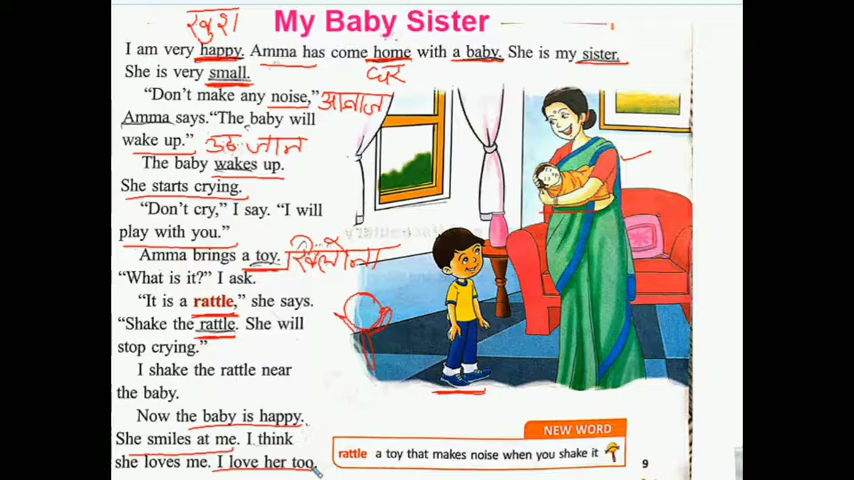 खुश
My Baby Sister
I am very happy. Amma has come home with a baby. She is my sister.
She is very small.
घर
"Don't make any noise," आवाज
Amma says."The baby will
wake up." उठ जाना
The baby wakes up.
She starts crying.
"Don't cry," I say. "I will
play with you."
Amma brings a toy. खिलौना
"What is it?" I ask.
"It is a rattle," she says.
"Shake the rattle. She will
stop crying."
I shake the rattle near
the baby.
Now the baby is happy.
She smiles at me. I think
she loves me. I love her too.
NEW WORD
rattle a toy that makes noise when you shake it
9